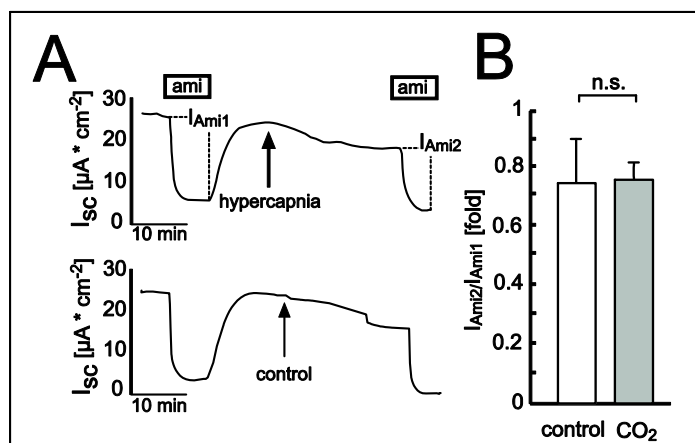 A
ami
ami
30
20
10
0
I_SC [µA * cm-2]
I_Ami1
I_Ami2
hypercapnia
10 min
30
20
10
0
I_SC [µA * cm-2]
control
10 min
B
n.s.
1
0.8
0.6
0.4
0.2
0
I_Ami2/I_Ami1 [fold]
control CO₂